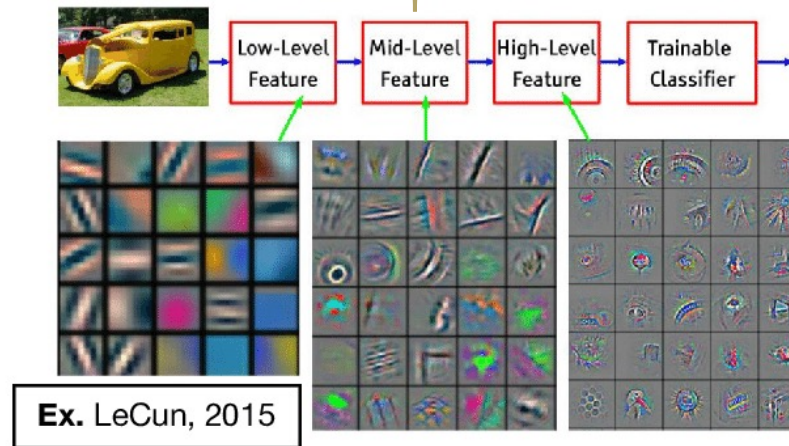 Low-Level
Feature
Mid-Level
Feature
High-Level
Feature
Trainable
Classifier
Ex. LeCun, 2015